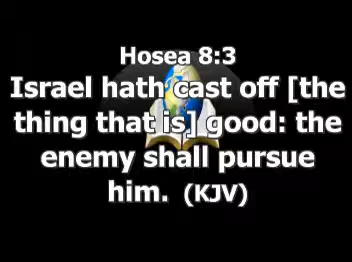 Hosea 8:3
Israel hath cast off [the
thing that is] good: the
enemy shall pursue
him. (KJV)